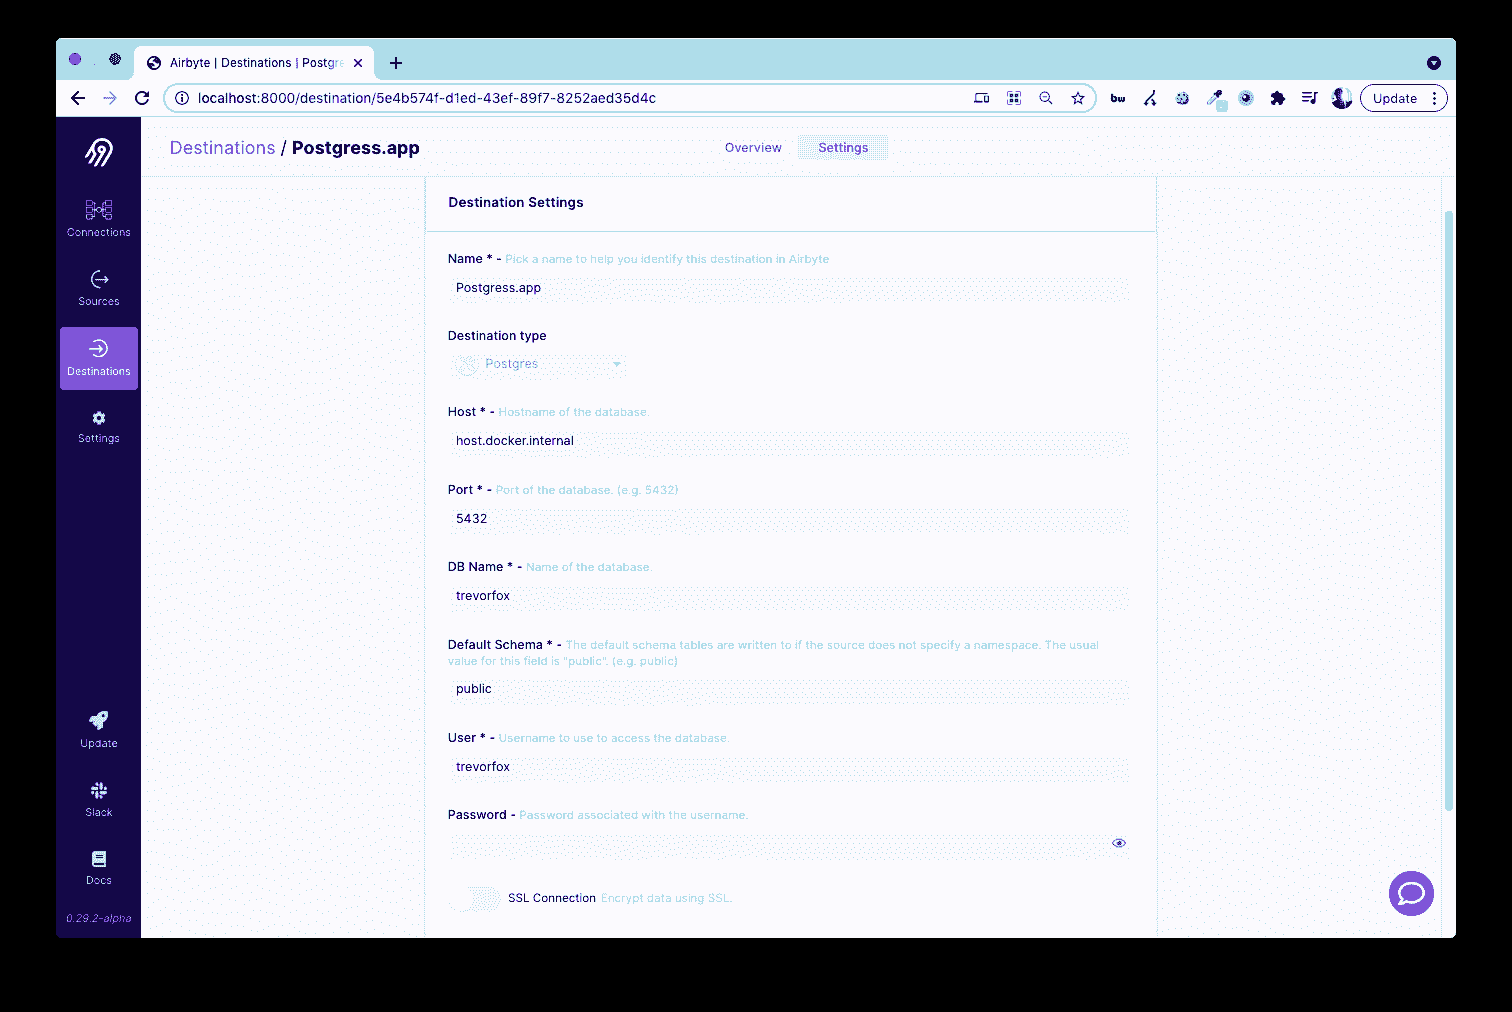 Airbyte | Destinations | Postgre
localhost:8000/destination/5e4b574f-d1ed-43ef-89f7-8252aed35d4c
bw
Update
Destinations / Postgress.app
Overview
Settings
Connections
Sources
Destinations
Settings
Update
Slack
Docs
0.29.2-alpha
Destination Settings
Name * - Pick a name to help you identify this destination in Airbyte
Postgress.app
Destination type
Postgres
Host * - Hostname of the database.
host.docker.internal
Port * - Port of the database. (e.g. 5432)
5432
DB Name * - Name of the database.
trevorfox
Default Schema * - The default schema tables are written to if the source does not specify a namespace. The usual
value for this field is "public". (e.g. public)
public
User * - Username to use to access the database.
trevorfox
Password - Password associated with the username.
SSL Connection Encrypt data using SSL.